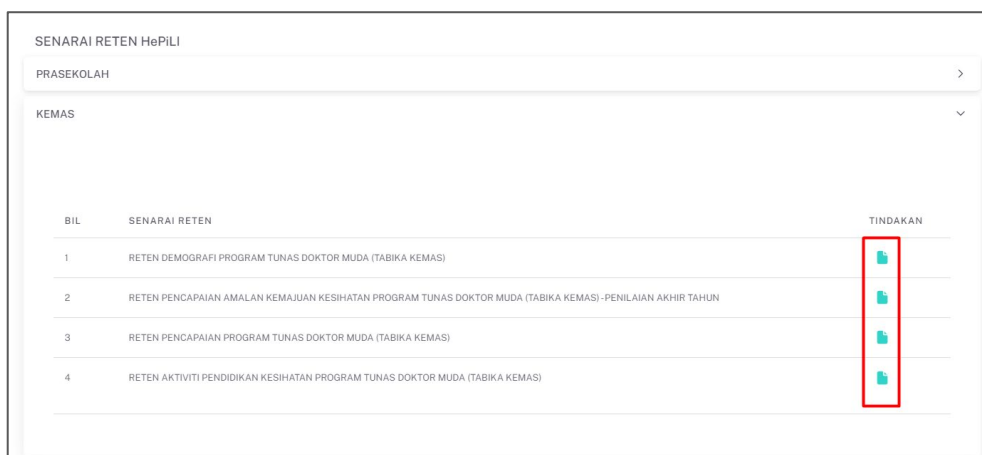 SENARAI RETEN HePiLI
PRASEKOLAH
KEMAS
BIL SENARAI RETEN TINDAKAN
1 RETEN DEMOGRAFI PROGRAM TUNAS DOKTOR MUDA (TABIKA KEMAS)
2 RETEN PENCAPAIAN AMALAN KEMAJUAN KESIHATAN PROGRAM TUNAS DOKTOR MUDA (TABIKA KEMAS) -PENILAIAN AKHIR TAHUN
3 RETEN PENCAPAIAN PROGRAM TUNAS DOKTOR MUDA (TABIKA KEMAS)
4 RETEN AKTIVITI PENDIDIKAN KESIHATAN PROGRAM TUNAS DOKTOR MUDA (TABIKA KEMAS)